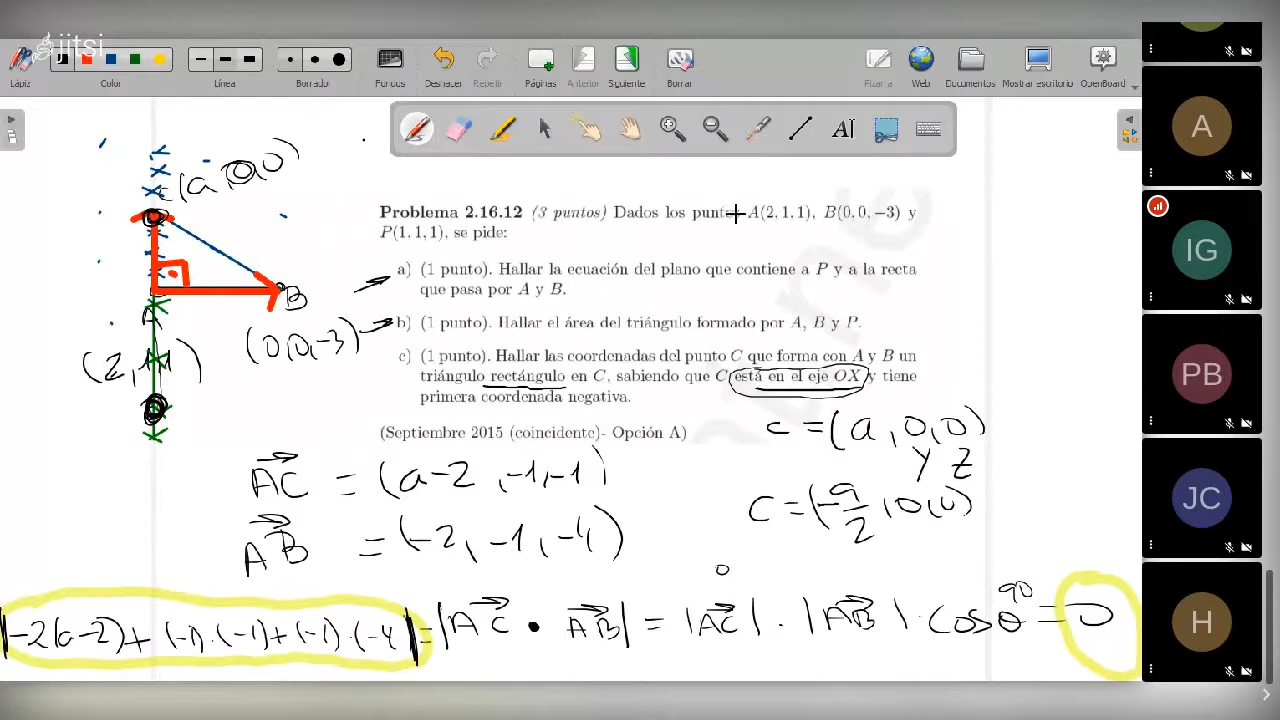 jitsi
Lápiz Color Línea Borrador Fondos Deshacer Repetir Páginas Anterior Siguiente Borrar Pizarra Web Documentos Mostrar escritorio OpenBoard
A
IG
PB
JC
H
(a,0,0)
B
A
(2,1,1)
(0,0,-3)
Problema 2.16.12 (3 puntos) Dados los punt A(2,1,1), B(0,0,−3) y
P(1,1,1), se pide:
a) (1 punto). Hallar la ecuación del plano que contiene a P y a la recta
que pasa por A y B.
b) (1 punto). Hallar el área del triángulo formado por A, B y P.
c) (1 punto). Hallar las coordenadas del punto C que forma con A y B un
triángulo rectángulo en C, sabiendo que C está en el eje OX y tiene
primera coordenada negativa.
(Septiembre 2015 (coincidente)- Opción A)
C = (a,0,0)
y z
C = (-9/2,0,0)
AC = (a-2,-1,-1)
AB = (-2,-1,-4)
|-2(a-2)+(-1)·(-1)+(-1)·(-4)| = |AC · AB| = |AC| · |AB| · cos θ = 0
90